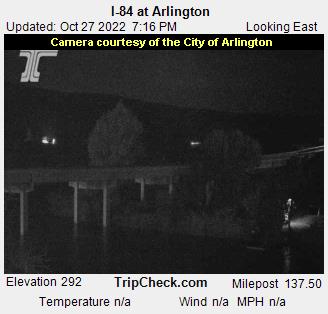 I-84 at Arlington
Updated: Oct 27 2022 7:16 PM Looking East
Camera courtesy of the City of Arlington
Elevation 292 TripCheck.com Milepost 137.50
Temperature n/a Wind n/a MPH n/a